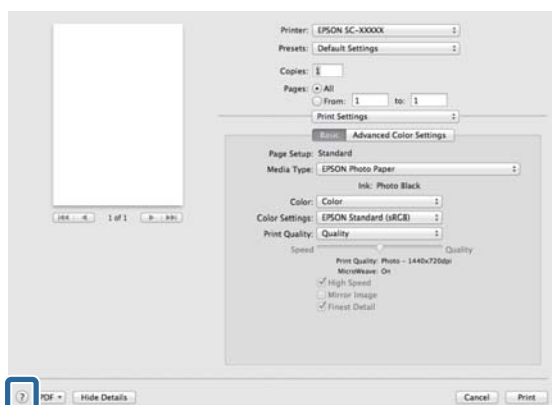 Printer: EPSON SC-XXXXX
Presets: Default Settings
Copies: 1
Pages: All
From: 1 to: 1
Print Settings
Basic Advanced Color Settings
Page Setup: Standard
Media Type: EPSON Photo Paper
Ink: Photo Black
Color: Color
Color Settings: EPSON Standard (sRGB)
Print Quality: Quality
Speed Quality
Print Quality: Photo - 1440x720dpi
MicroWeave: On
High Speed
Mirror Image
Finest Detail
1 of 1
? PDF Hide Details Cancel Print